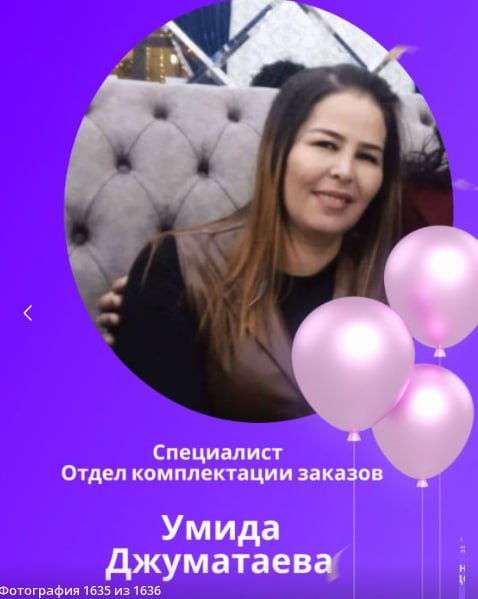 Специалист
Отдел комплектации заказов
Умида
Джуматаева
Фотография 1635 из 1636